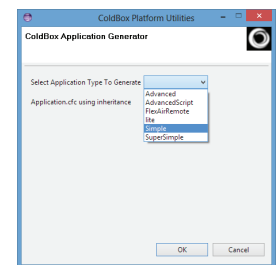 ColdBox Platform Utilities
ColdBox Application Generator
Select Application Type To Generate
Advanced
Application.cfc using inheritance
AdvancedScript
FlexAirRemote
lite
Simple
SuperSimple
OK
Cancel